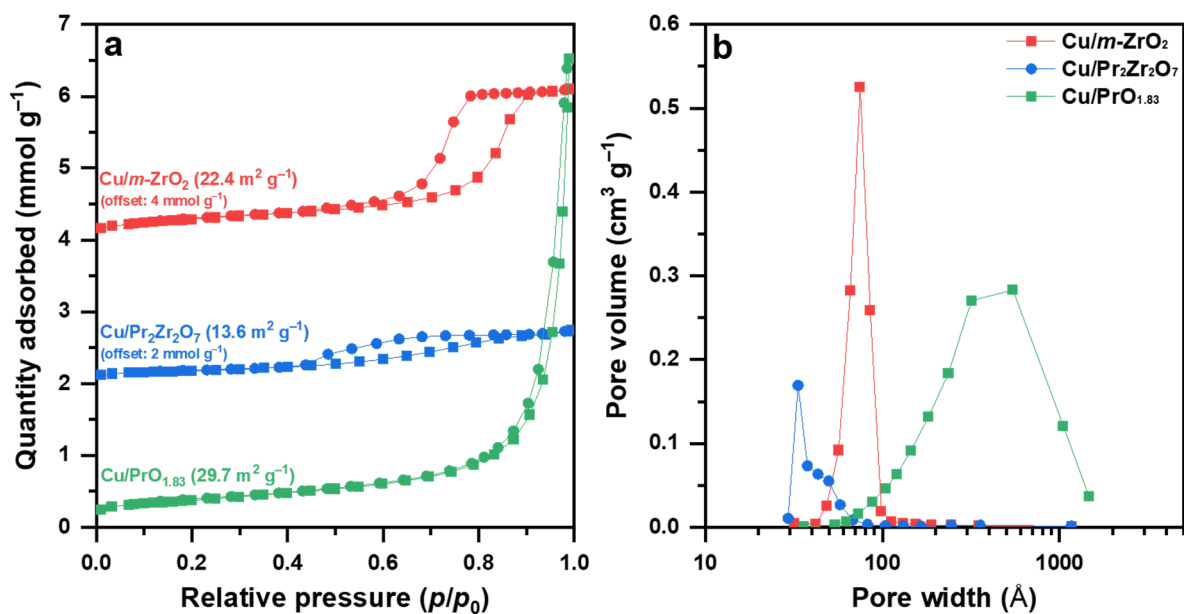 a
Quantity adsorbed (mmol g⁻¹)
7
6
5
4
3
2
1
0
Cu/m-ZrO₂ (22.4 m² g⁻¹)
(offset: 4 mmol g⁻¹)
Cu/Pr₂Zr₂O₇ (13.6 m² g⁻¹)
(offset: 2 mmol g⁻¹)
Cu/PrO₁.₈₃ (29.7 m² g⁻¹)
0.0 0.2 0.4 0.6 0.8 1.0
Relative pressure (p/p₀)
b
Pore volume (cm³ g⁻¹)
0.6
0.5
0.4
0.3
0.2
0.1
0.0
Cu/m-ZrO₂
Cu/Pr₂Zr₂O₇
Cu/PrO₁.₈₃
10 100 1000
Pore width (Å)